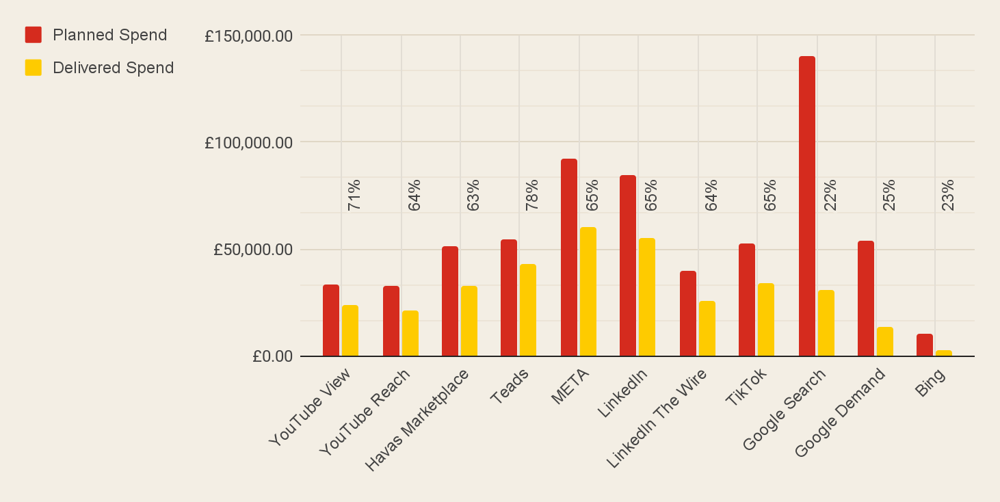 Planned Spend
Delivered Spend
£150,000.00
£100,000.00
£50,000.00
£0.00
71%
64%
63%
78%
65%
65%
64%
65%
22%
25%
23%
YouTube View
YouTube Reach
Havas Marketplace
Teads
META
LinkedIn
LinkedIn The Wire
TikTok
Google Search
Google Demand
Bing